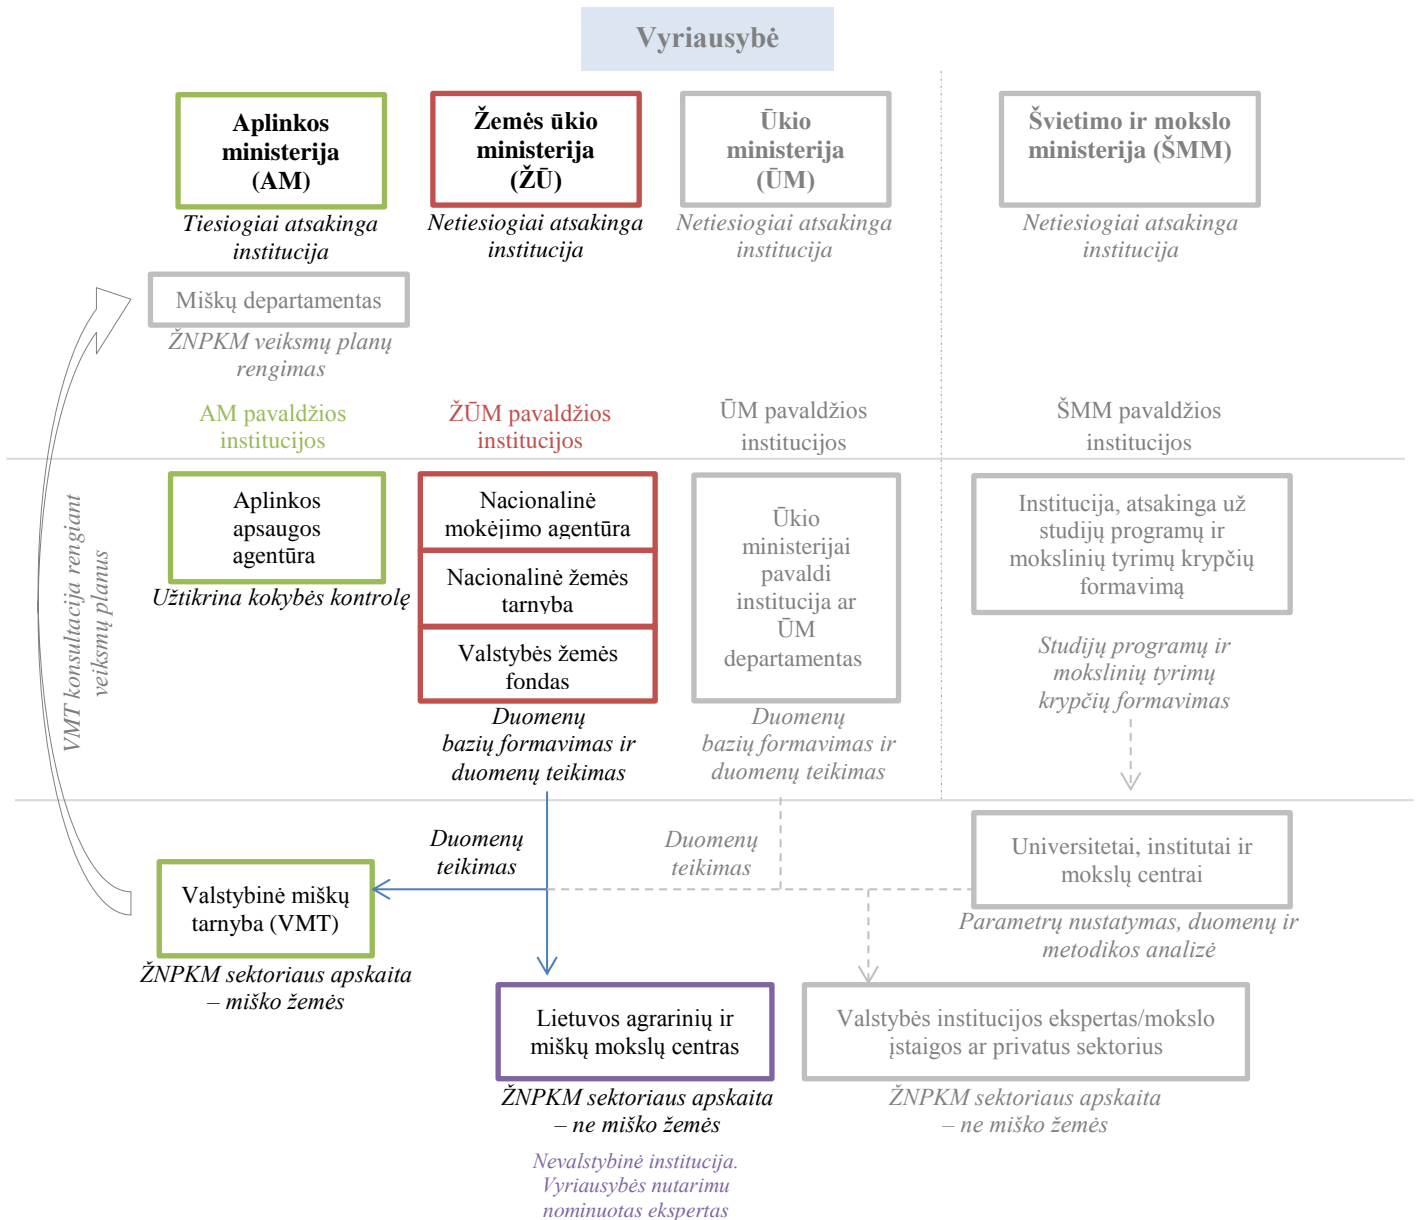 Vyriausybė
Aplinkos
ministerija
(AM)
Tiesiogiai atsakinga
institucija
Žemės ūkio
ministerija
(ŽŪ)
Netiesiogiai atsakinga
institucija
Ūkio
ministerija
(ŪM)
Netiesiogiai atsakinga
institucija
Švietimo ir mokslo
ministerija (ŠMM)
Netiesiogiai atsakinga
institucija
Miškų departamentas
ŽNPKM veiksmų planų
rengimas
AM pavaldžios
institucijos
ŽŪM pavaldžios
institucijos
ŪM pavaldžios
institucijos
ŠMM pavaldžios
institucijos
VMT konsultacija rengiant
veiksmų planus
Aplinkos
apsaugos
agentūra
Užtikrina kokybės kontrolę
Nacionalinė
mokėjimo agentūra
Nacionalinė žemės
tarnyba
Valstybės žemės
fondas
Duomenų
bazių formavimas ir
duomenų teikimas
Ūkio
ministerijai
pavaldi
institucija ar
ŪM
departamentas
Duomenų
bazių formavimas ir
duomenų teikimas
Institucija, atsakinga už
studijų programų ir
mokslinių tyrimų krypčių
formavimą
Studijų programų ir
mokslinių tyrimų
krypčių formavimas
Duomenų
teikimas
Duomenų
teikimas
Universitetai, institutai ir
mokslų centrai
Parametrų nustatymas, duomenų ir
metodikos analizė
Valstybinė miškų
tarnyba (VMT)
ŽNPKM sektoriaus apskaita
– miško žemės
Lietuvos agrarinių ir
miškų mokslų centras
ŽNPKM sektoriaus apskaita
– ne miško žemės
Nevalstybinė institucija.
Vyriausybės nutarimu
nominuotas ekspertas
Valstybės institucijos ekspertas/mokslo
įstaigos ar privatus sektorius
ŽNPKM sektoriaus apskaita
– ne miško žemės